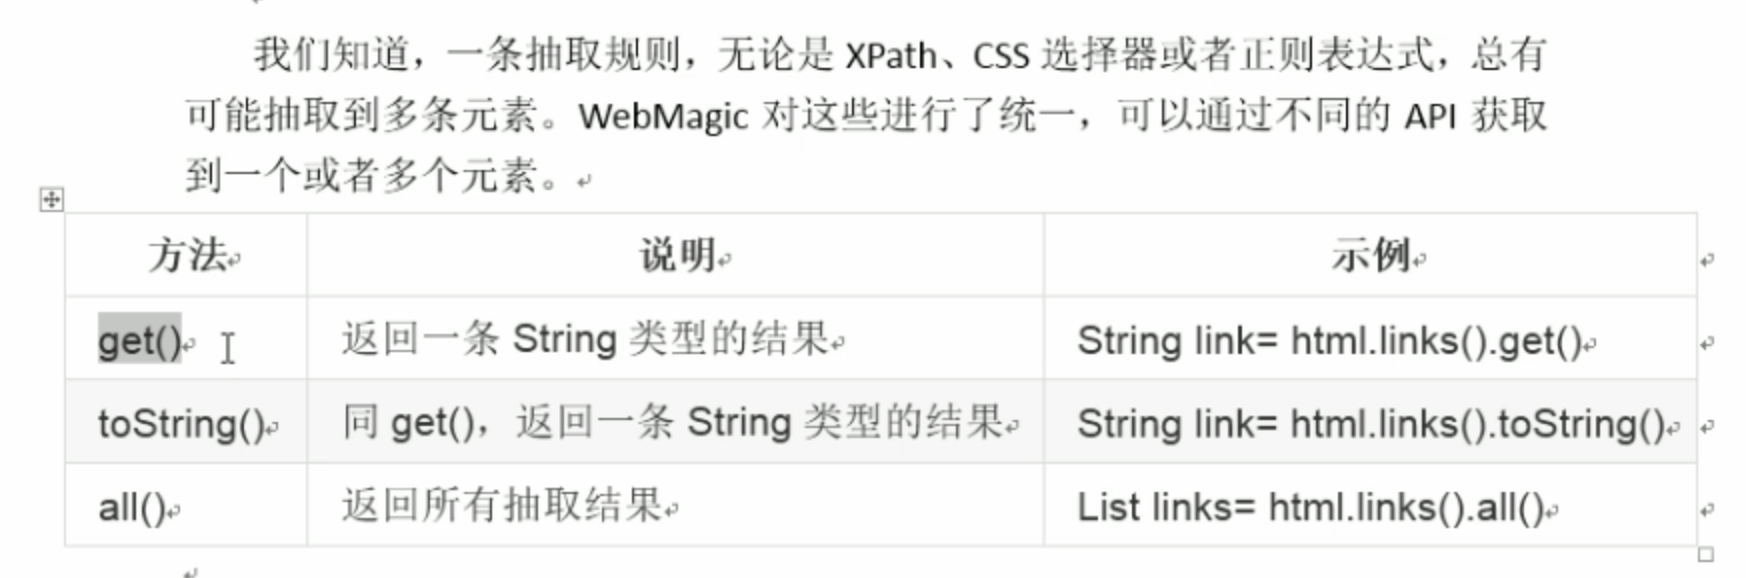 我们知道，一条抽取规则，无论是 XPath、CSS 选择器或者正则表达式，总有
可能抽取到多条元素。WebMagic 对这些进行了统一，可以通过不同的 API 获取
到一个或者多个元素。
方法 说明 示例
get() 返回一条 String 类型的结果 String link= html.links().get()
toString() 同 get()，返回一条 String 类型的结果 String link= html.links().toString()
all() 返回所有抽取结果 List links= html.links().all()